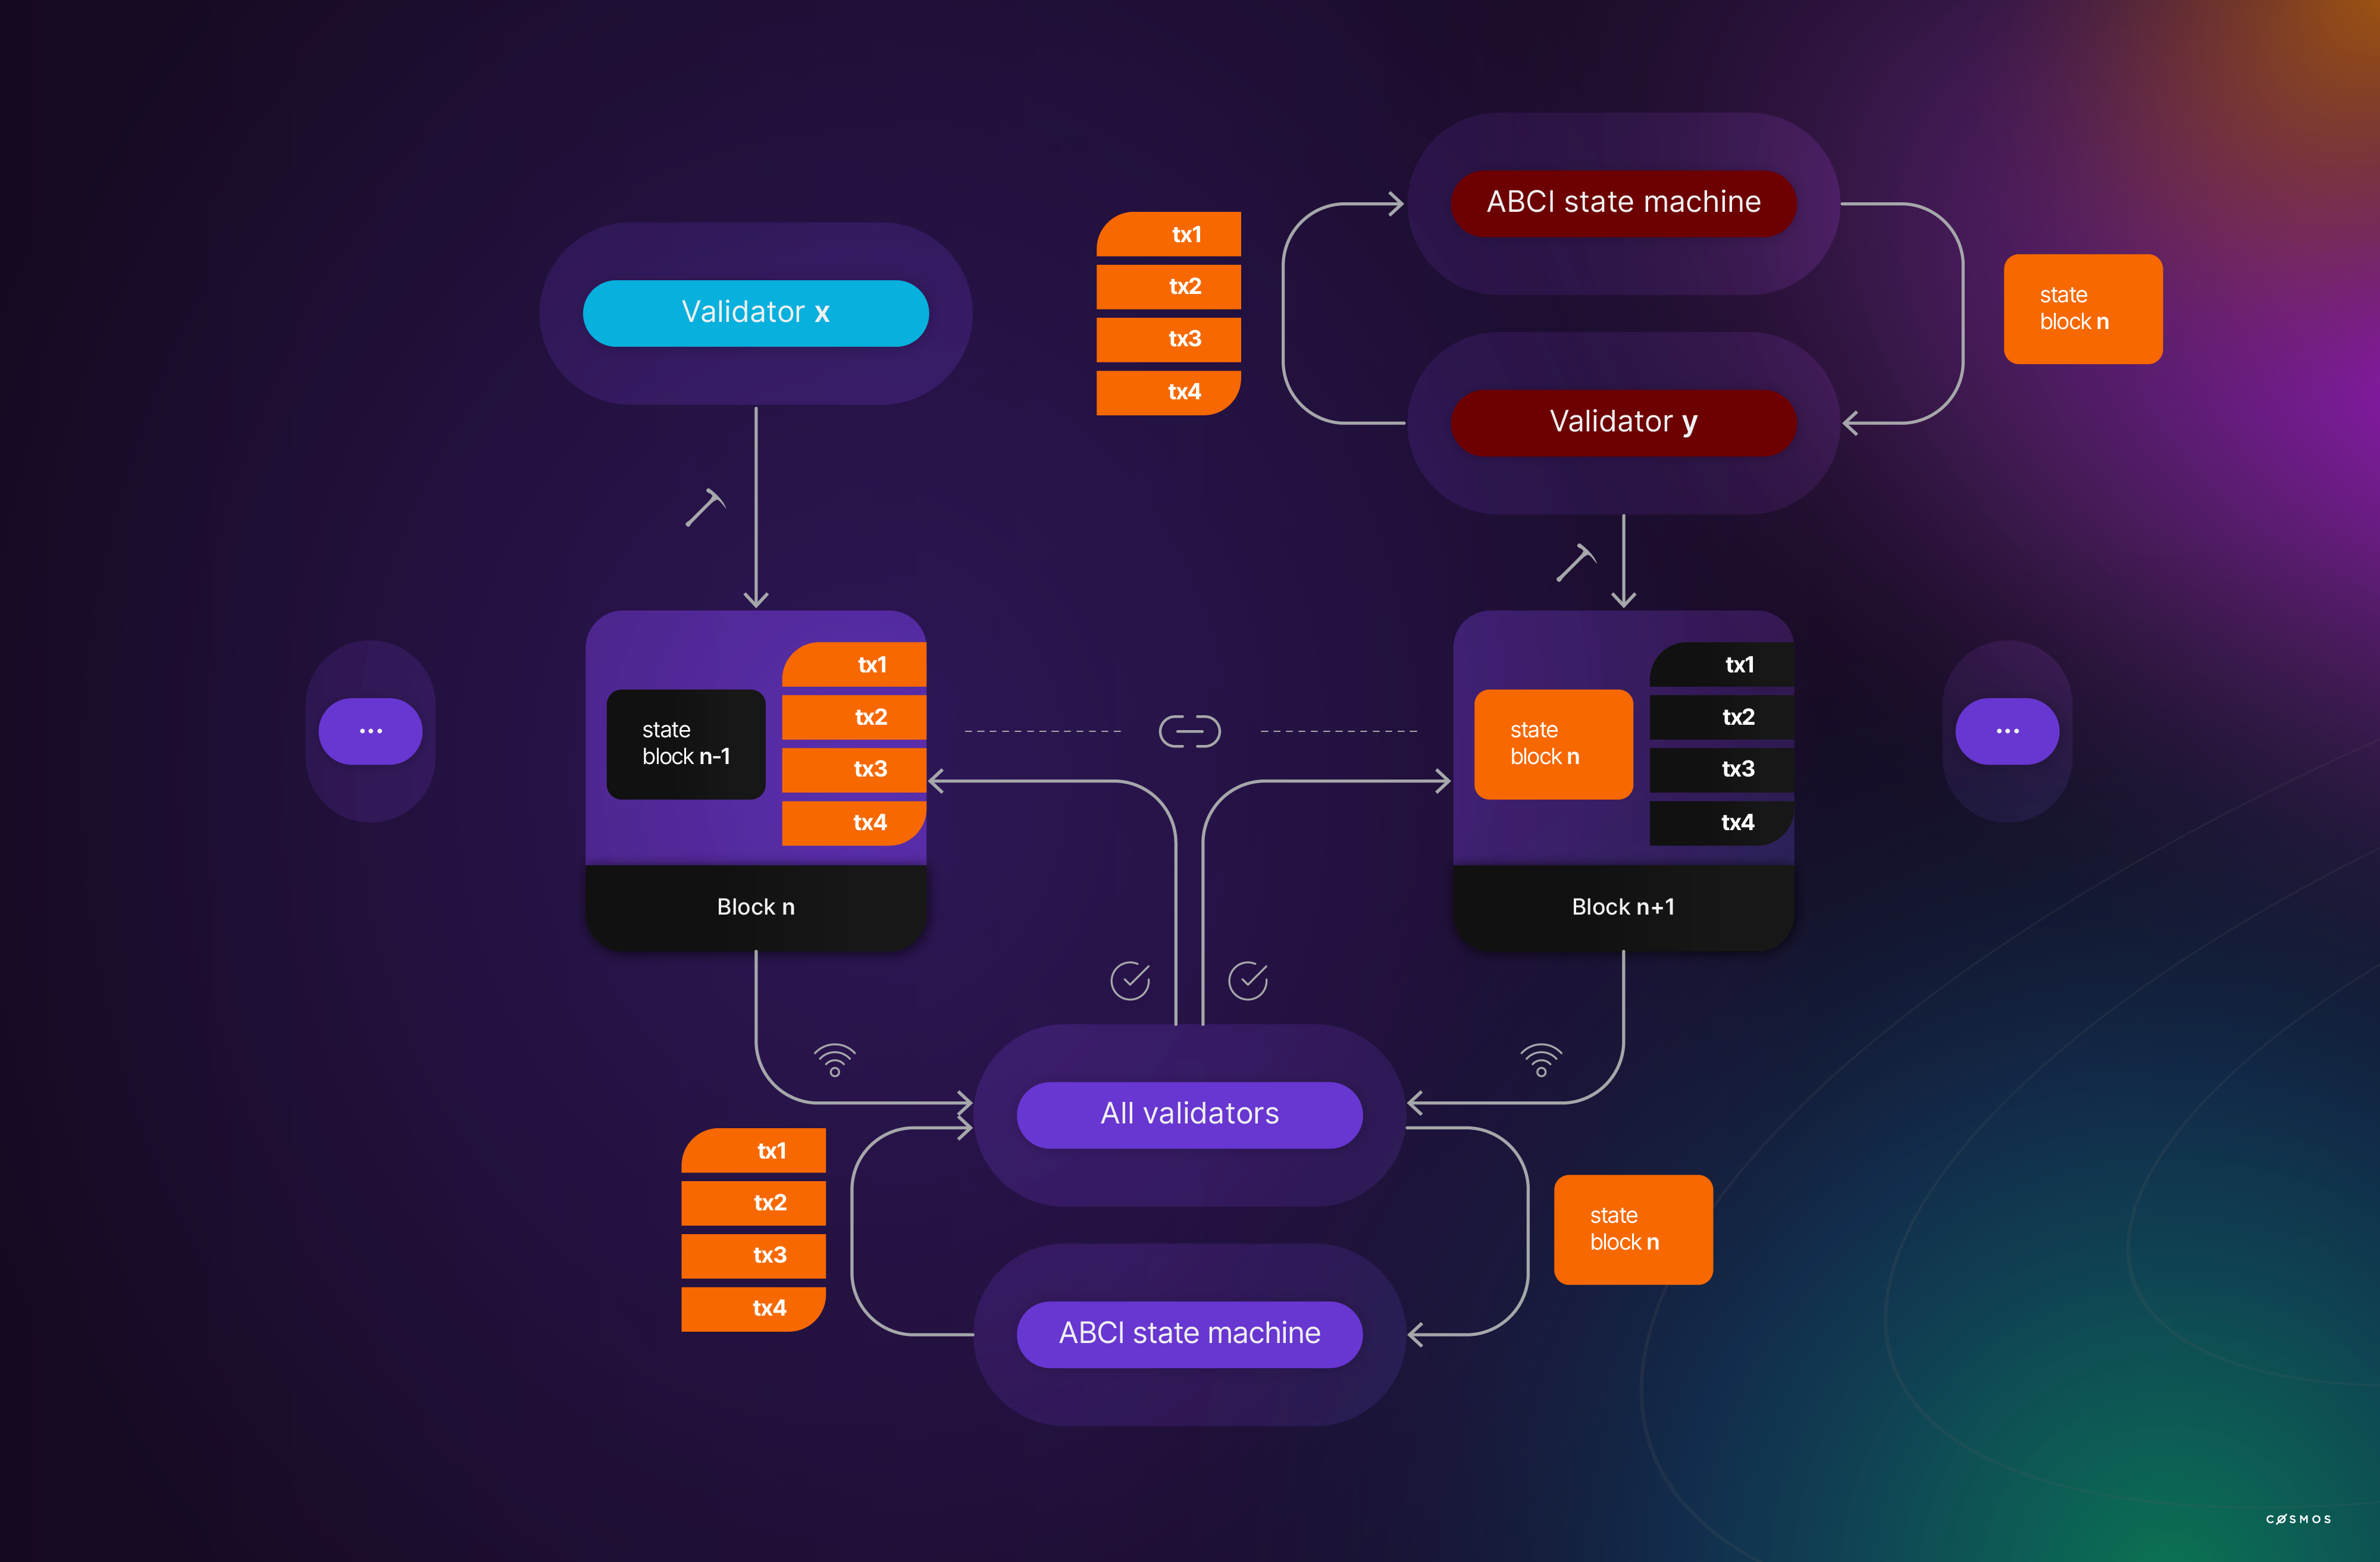 ABCI state machine
tx1
tx2
tx3
tx4
state
block n
Validator x
Validator y
...
state
block n-1
tx1
tx2
tx3
tx4
Block n
state
block n
tx1
tx2
tx3
tx4
Block n+1
...
All validators
tx1
tx2
tx3
tx4
state
block n
ABCI state machine
COSMOS